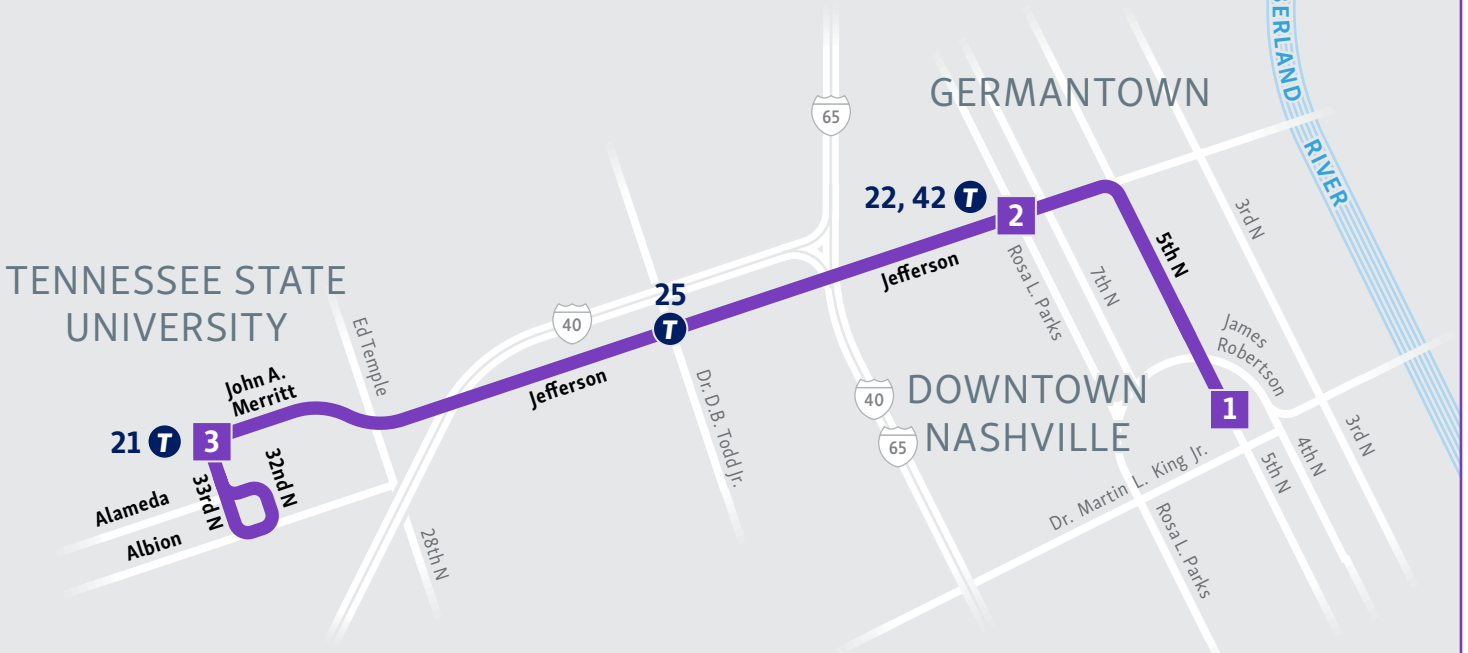 BERLAND
RIVER
GERMANTOWN
65
22, 42 T
2
3rd N
5th N
7th N
Rosa L. Parks
Jefferson
TENNESSEE STATE
UNIVERSITY
25
T
40
Ed Temple
James
Robertson
John A.
Merritt
Jefferson
Dr. D.B. Todd Jr.
40
65
DOWNTOWN
NASHVILLE
1
21 T
3
32nd N
33rd N
Alameda
Albion
28th N
Dr. Martin L. King Jr.
Rosa L. Parks
5th N
4th N
3rd N